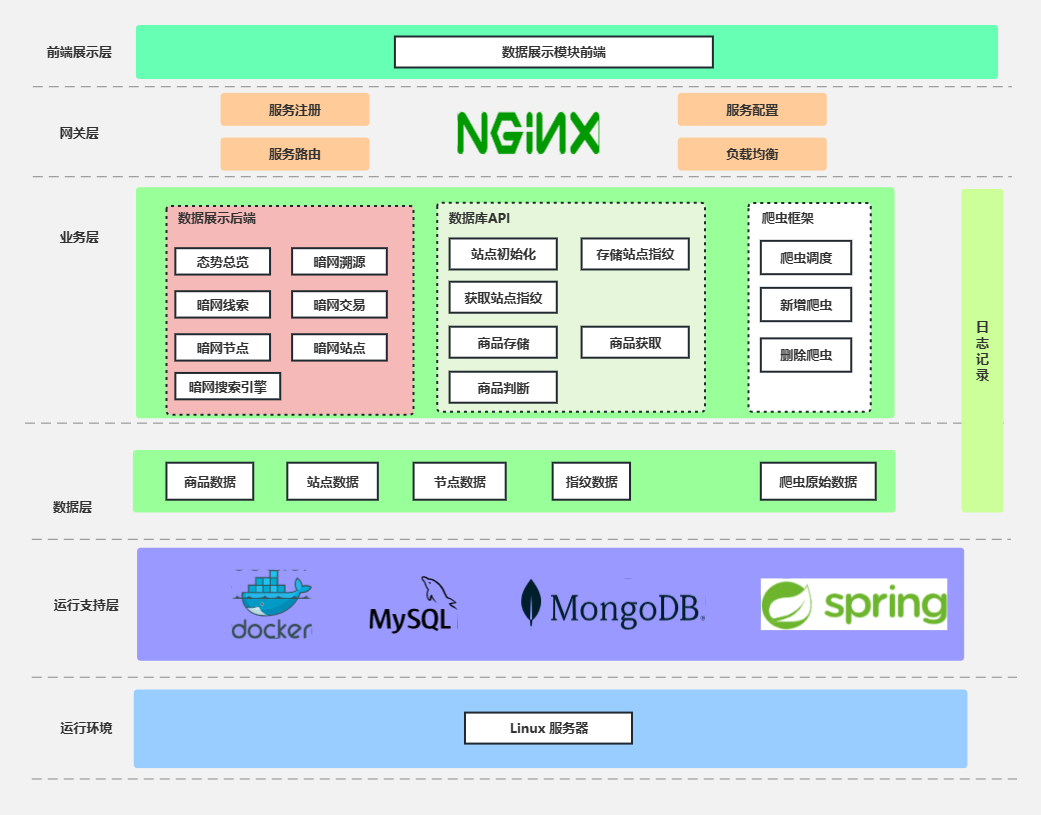 前端展示层
数据展示模块前端
网关层
服务注册
服务路由
NGINX
服务配置
负载均衡
业务层
数据展示后端
态势总览
暗网溯源
暗网线索
暗网交易
暗网节点
暗网站点
暗网搜索引擎
数据库API
站点初始化
存储站点指纹
获取站点指纹
商品存储
商品获取
商品判断
爬虫框架
爬虫调度
新增爬虫
删除爬虫
日志记录
数据层
商品数据
站点数据
节点数据
指纹数据
爬虫原始数据
运行支持层
docker
MySQL
MongoDB
spring
运行环境
Linux 服务器